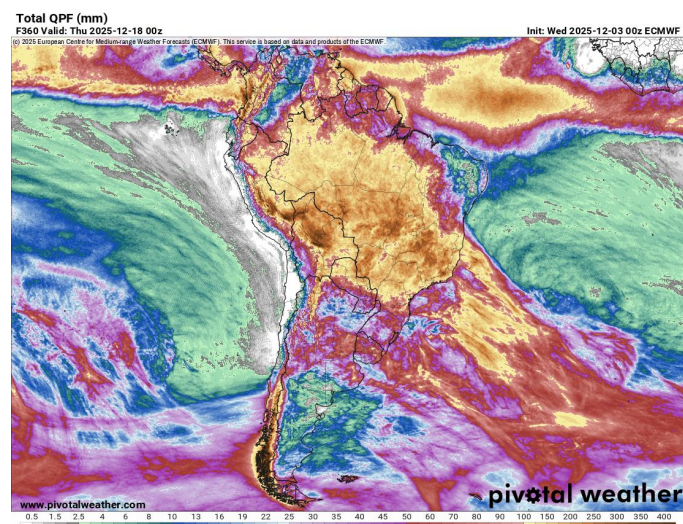 Total QPF (mm)
F360 Valid: Thu 2025-12-18 00z
Init: Wed 2025-12-03 00z ECMWF
(c) 2025 European Centre for Medium-range Weather Forecasts (ECMWF). This service is based on data and products of the ECMWF.
www.pivotalweather.com
pivotal weather
0.5 1.5 2.5 4 6 8 10 13 16 19 22 25 30 35 40 45 50 60 70 90 110 130 150 200 250 300 350 400